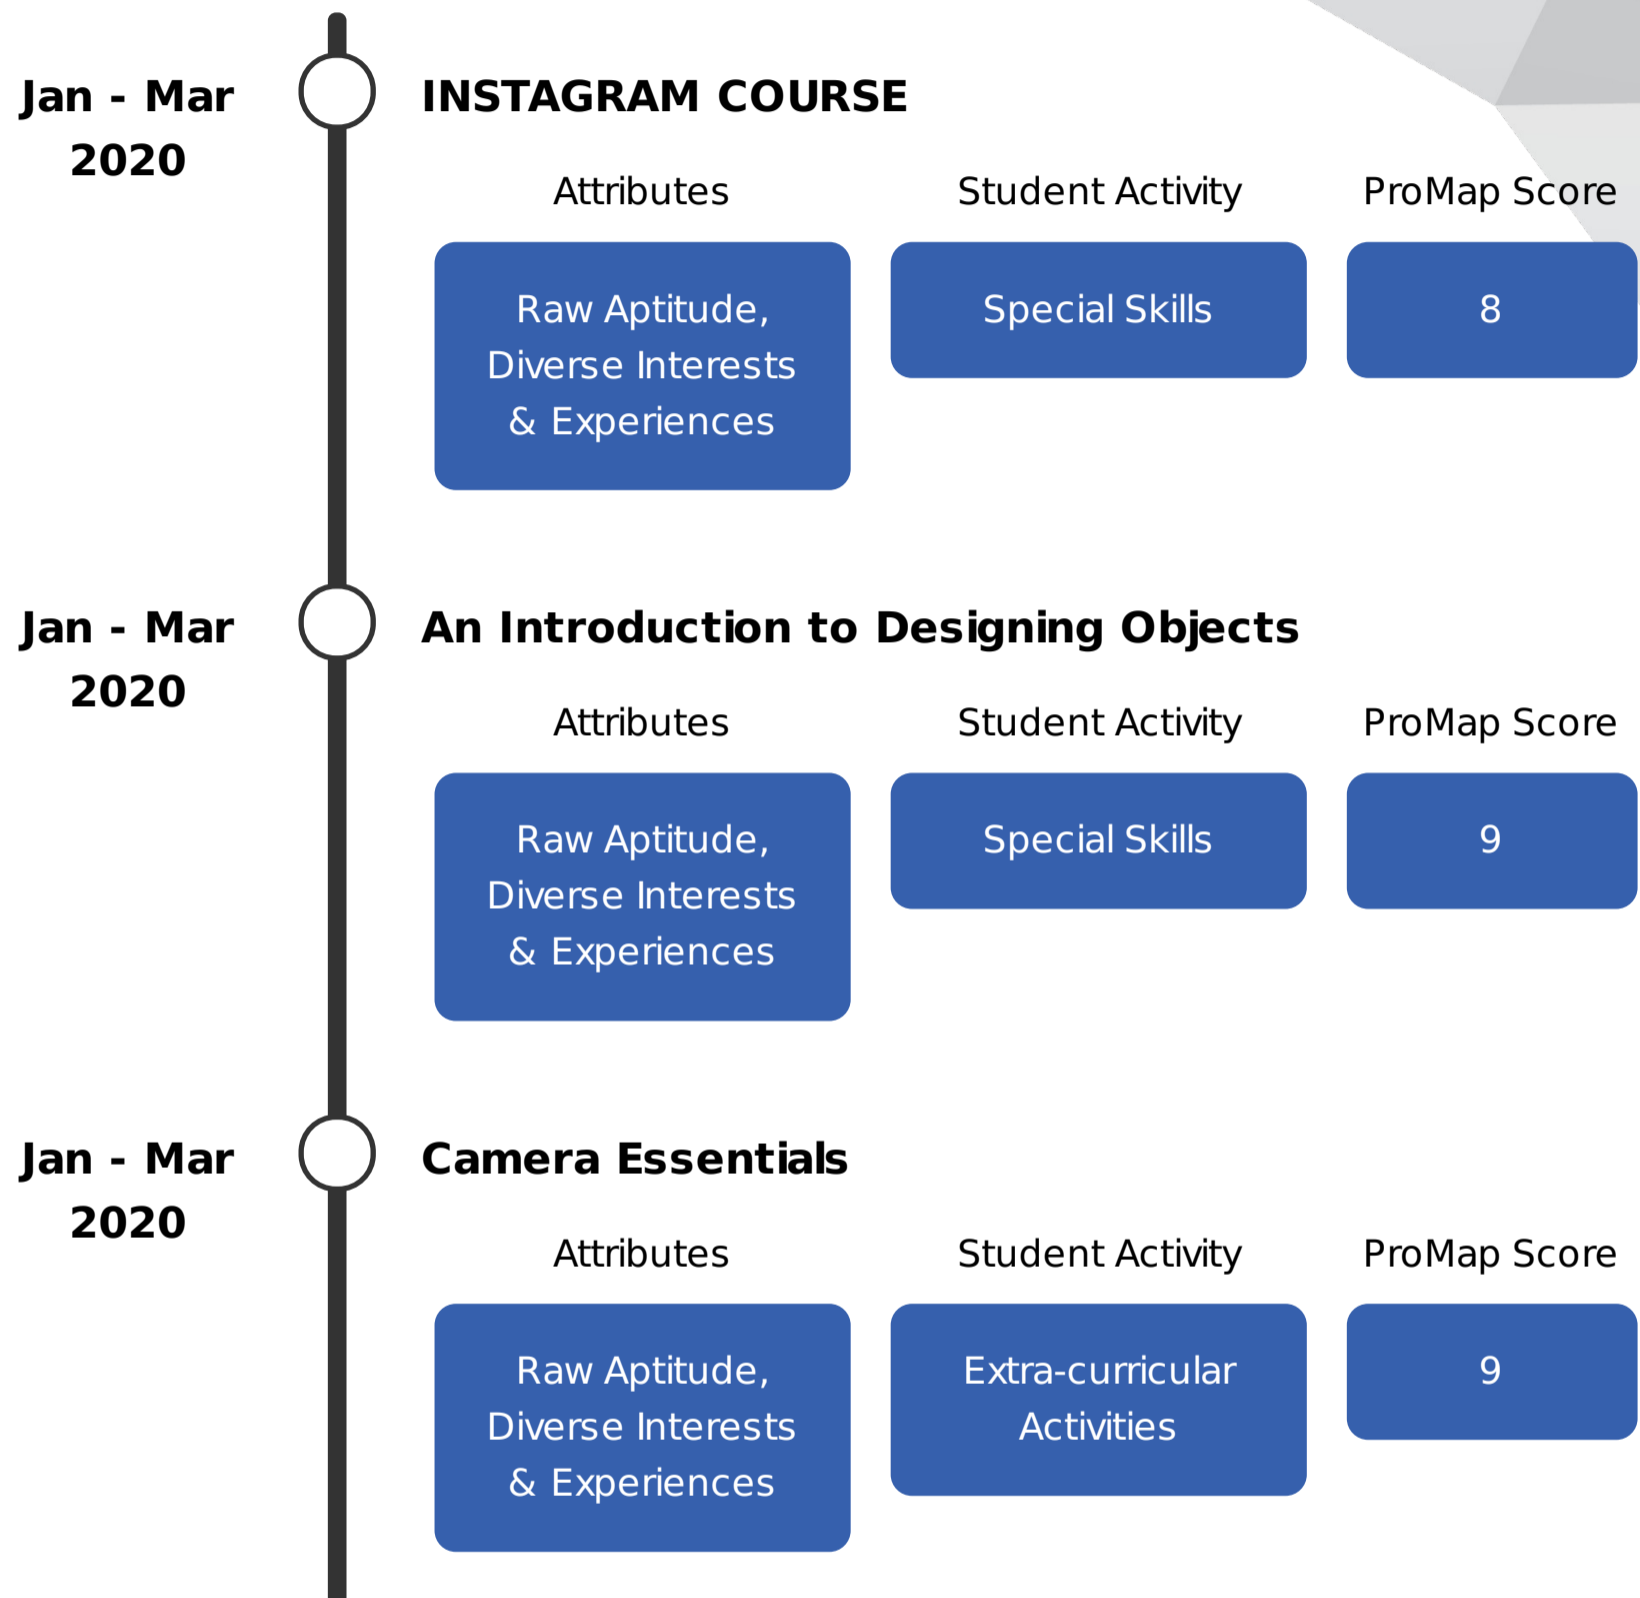 Jan - Mar
2020
INSTAGRAM COURSE
Attributes
Student Activity
ProMap Score
Raw Aptitude,
Diverse Interests
& Experiences
Special Skills
8
Jan - Mar
2020
An Introduction to Designing Objects
Attributes
Student Activity
ProMap Score
Raw Aptitude,
Diverse Interests
& Experiences
Special Skills
9
Jan - Mar
2020
Camera Essentials
Attributes
Student Activity
ProMap Score
Raw Aptitude,
Diverse Interests
& Experiences
Extra-curricular
Activities
9